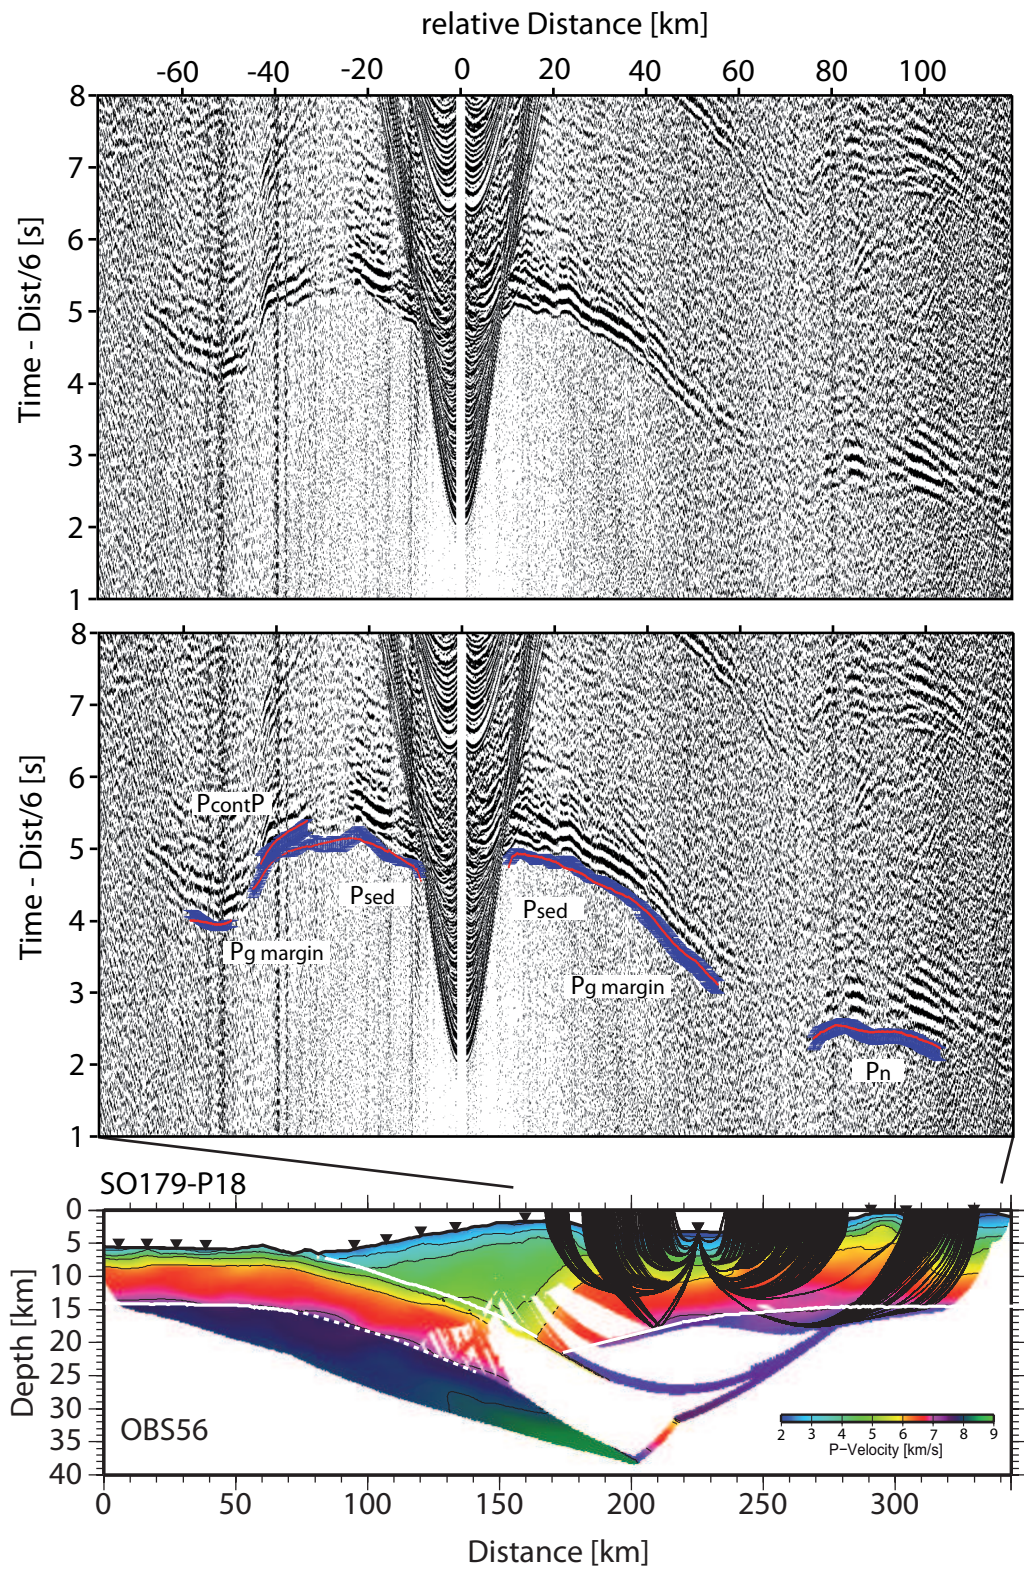 relative Distance [km]
-60 -40 -20 0 20 40 60 80 100
8
7
6
5
4
3
2
1
Time - Dist/6 [s]
8
7
6
5
4
3
2
1
Time - Dist/6 [s]
PcontP
Psed
Psed
Pg margin
Pg margin
Pn
SO179-P18
0
5
10
15
20
25
30
35
40
Depth [km]
OBS56
2 3 4 5 6 7 8 9
P-Velocity [km/s]
0 50 100 150 200 250 300
Distance [km]